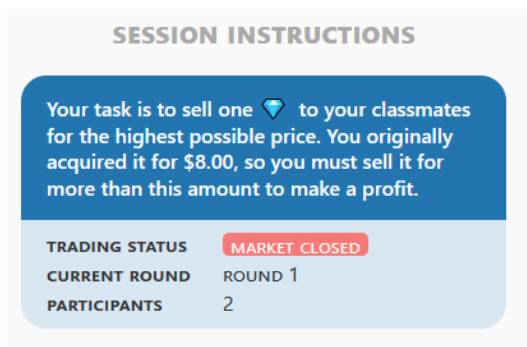 SESSION INSTRUCTIONS
Your task is to sell one to your classmates
for the highest possible price. You originally
acquired it for $8.00, so you must sell it for
more than this amount to make a profit.
TRADING STATUS MARKET CLOSED
CURRENT ROUND ROUND 1
PARTICIPANTS 2